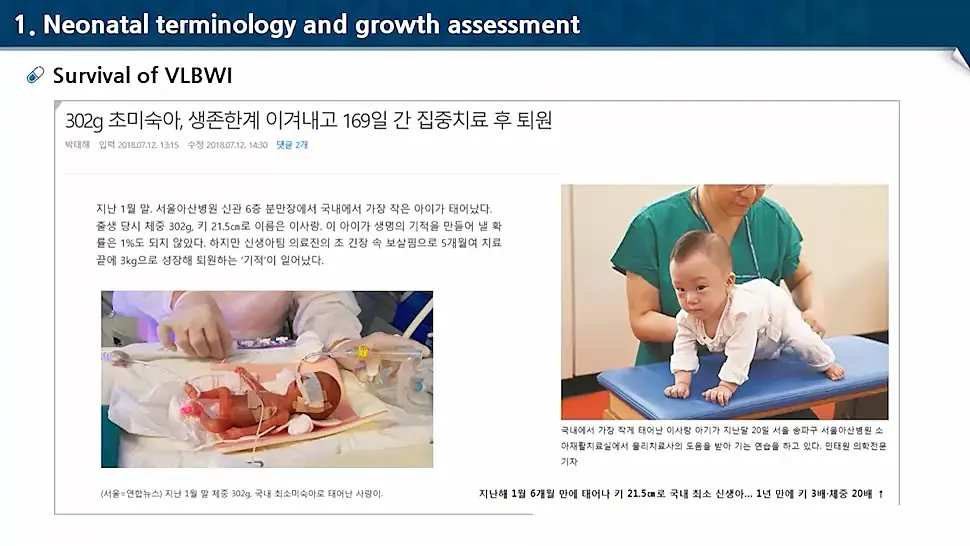 1. Neonatal terminology and growth assessment
Survival of VLBWI
302g 초미숙아, 생존한계 이겨내고 169일 간 집중치료 후 퇴원
박태해 입력 2018.07.12. 13:15 수정 2018.07.12. 14:30 댓글 2개
지난 1월 말. 서울아산병원 신관 6층 분만장에서 국내에서 가장 작은 아이가 태어났다.
출생 당시 체중 302g, 키 21.5㎝로 이름은 이사랑. 이 아이가 생명의 기적을 만들어 낼 확
률은 1%도 되지 않았다. 하지만 신생아팀 의료진의 초 긴장 속 보살핌으로 5개월여 치료
끝에 3kg으로 성장해 퇴원하는 '기적'이 일어났다.
(서울=연합뉴스) 지난 1월 말 체중 302g, 국내 최소미숙아로 태어난 사랑이.
국내에서 가장 작게 태어난 이사랑 아기가 지난달 20일 서울 송파구 서울아산병원 소
아재활치료실에서 물리치료사의 도움을 받아 기는 연습을 하고 있다. 민태원 의학전문
기자
지난해 1월 6개월 만에 태어나 키 21.5㎝로 국내 최소 신생아... 1년 만에 키 3배·체중 20배 ↑